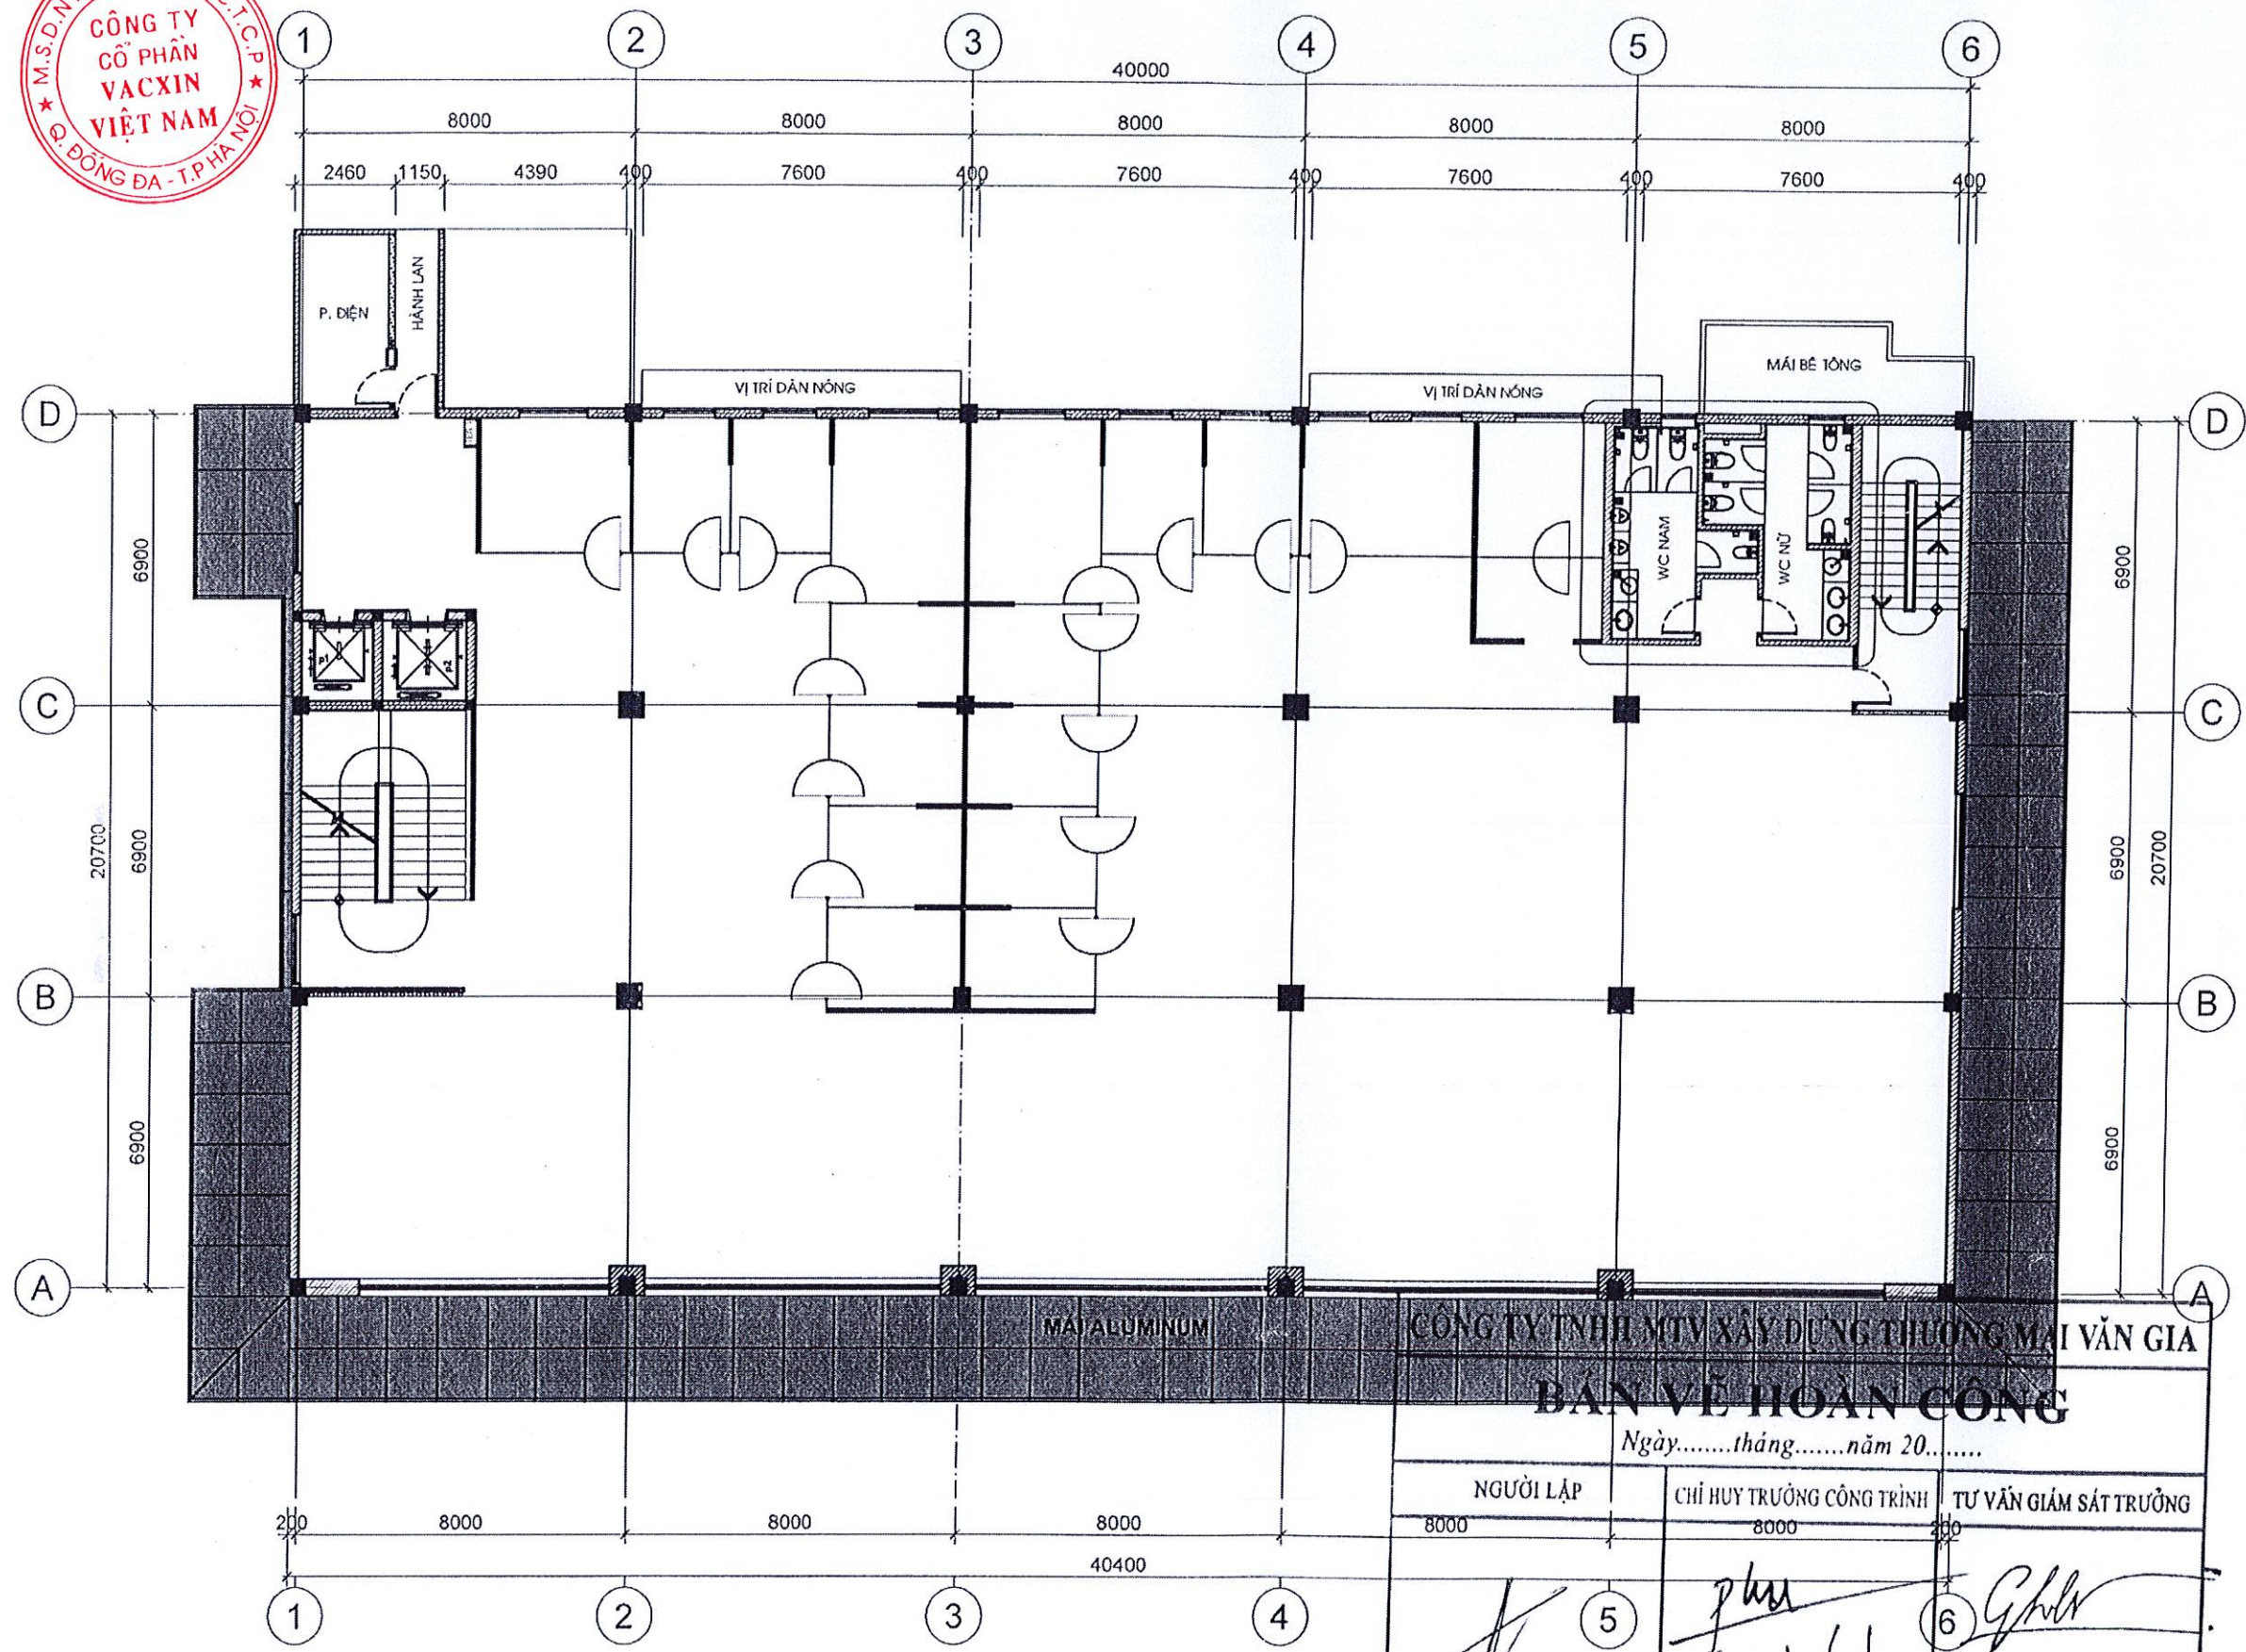 M.S.D.N
C.T.C.P
CÔNG TY
CỔ PHẦN
VACXIN
VIỆT NAM
Q. ĐỐNG ĐA - T.P HÀ NỘI
1 2 3 4 5 6
40000
8000 8000 8000 8000 8000
2460 1150 4390 400 7600 400 7600 400 7600 400 7600 400
P. ĐIỆN
HÀNH LAN
VỊ TRÍ DÀN NÓNG
VỊ TRÍ DÀN NÓNG
MÁI BÊ TÔNG
D D
WC NAM
WC NỮ
6900 6900
P1 P2
C C
20700 6900 6900 20700
B B
6900 6900
A A
MÁI ALUMINUM
CÔNG TY TNHH MTV XÂY DỰNG THƯƠNG MẠI VĂN GIA
BẢN VẼ HOÀN CÔNG
Ngày........tháng.......năm 20........
NGƯỜI LẬP
CHỈ HUY TRƯỞNG CÔNG TRÌNH
TƯ VẤN GIÁM SÁT TRƯỞNG
200 8000 8000 8000 8000 8000 200
40400
1 2 3 4 5 6